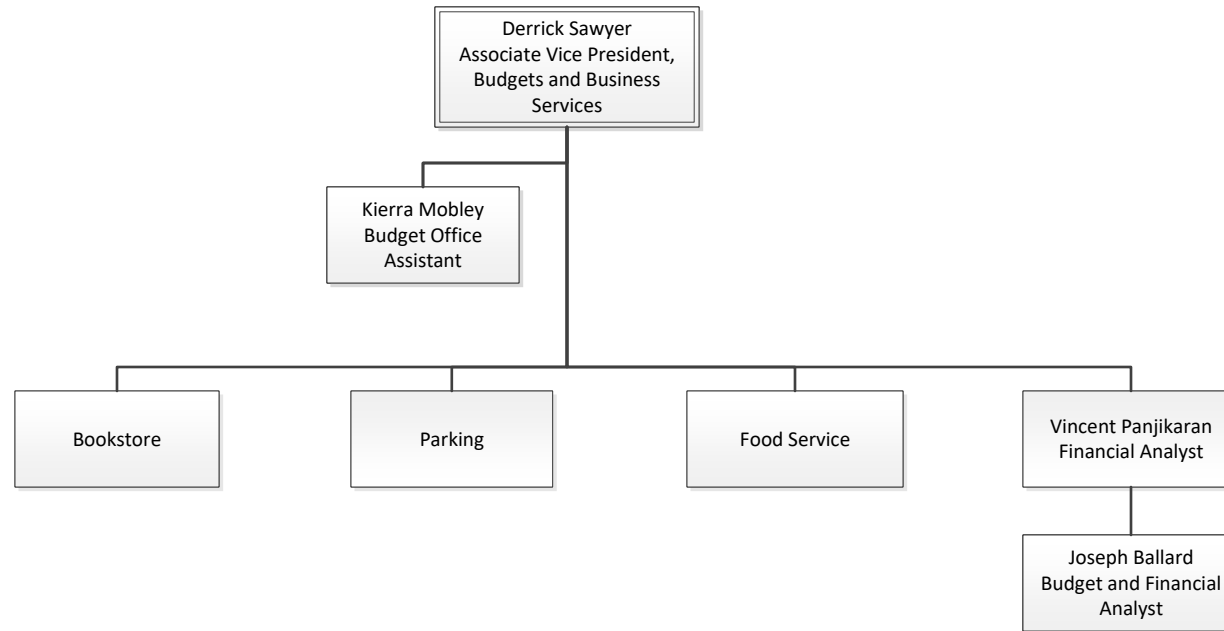 Derrick Sawyer
Associate Vice President,
Budgets and Business
Services
Kierra Mobley
Budget Office
Assistant
Bookstore
Parking
Food Service
Vincent Panjikaran
Financial Analyst
Joseph Ballard
Budget and Financial
Analyst